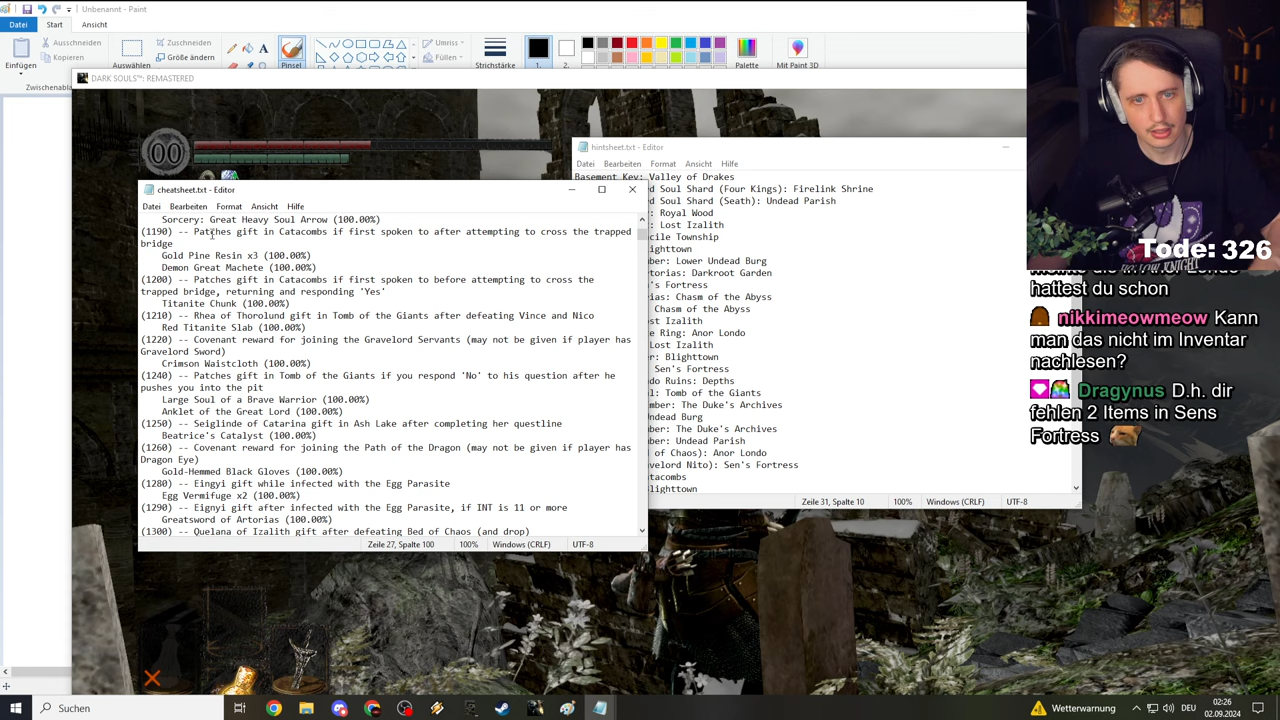 Unbenannt - Paint
Datei Start Ansicht
Einfügen
Ausschneiden
Kopieren
Zwischenabla
Zuschneiden
Größe ändern
Pinsel
Umriss
Füllen
Strichstärke
1.
2.
Palette
Mit Paint 3D
DARK SOULS™: REMASTERED
00
hintsheet.txt - Editor
Datei Bearbeiten Format Ansicht Hilfe
Basement Key: Valley of Drakes
d Soul Shard (Four Kings): Firelink Shrine
d Soul Shard (Seath): Undead Parish
: Royal Wood
: Lost Izalith
cile Township
lighttown
mber: Lower Undead Burg
etorias: Darkroot Garden
n's Fortress
rias: Chasm of the Abyss
Chasm of the Abyss
st Izalith
e Ring: Anor Londo
Lost Izalith
er: Blighttown
Sen's Fortress
do Ruins: Depths
l: Tomb of the Giants
mber: The Duke's Archives
ndead Burg
mber: The Duke's Archives
mber: Undead Parish
d of Chaos): Anor Londo
avelord Nito): Sen's Fortress
tacombs
lighttown
Zeile 31, Spalte 10 100% Windows (CRLF) UTF-8
cheatsheet.txt - Editor
Datei Bearbeiten Format Ansicht Hilfe
Sorcery: Great Heavy Soul Arrow (100.00%)
(1190) -- Patches gift in Catacombs if first spoken to after attempting to cross the trapped
bridge
Gold Pine Resin x3 (100.00%)
Demon Great Machete (100.00%)
(1200) -- Patches gift in Catacombs if first spoken to before attempting to cross the
trapped bridge, returning and responding 'Yes'
Titanite Chunk (100.00%)
(1210) -- Rhea of Thorolund gift in Tomb of the Giants after defeating Vince and Nico
Red Titanite Slab (100.00%)
(1220) -- Covenant reward for joining the Gravelord Servants (may not be given if player has
Gravelord Sword)
Crimson Waistcloth (100.00%)
(1240) -- Patches gift in Tomb of the Giants if you respond 'No' to his question after he
pushes you into the pit
Large Soul of a Brave Warrior (100.00%)
Anklet of the Great Lord (100.00%)
(1250) -- Seiglinde of Catarina gift in Ash Lake after completing her questline
Beatrice's Catalyst (100.00%)
(1260) -- Covenant reward for joining the Path of the Dragon (may not be given if player has
Dragon Eye)
Gold-Hemmed Black Gloves (100.00%)
(1280) -- Eingyi gift while infected with the Egg Parasite
Egg Vermifuge x2 (100.00%)
(1290) -- Eignyi gift after infected with the Egg Parasite, if INT is 11 or more
Greatsword of Artorias (100.00%)
(1300) -- Quelana of Izalith gift after defeating Bed of Chaos (and drop)
Zeile 27, Spalte 100 100% Windows (CRLF) UTF-8
Tode: 326
hattest du schon
nikkimeowmeow Kann
man das nicht im Inventar
nachlesen?
Dragynus D.h. dir
fehlen 2 Items in Sens
Fortress
Suchen
Wetterwarnung
DEU
02:26
02.09.2024